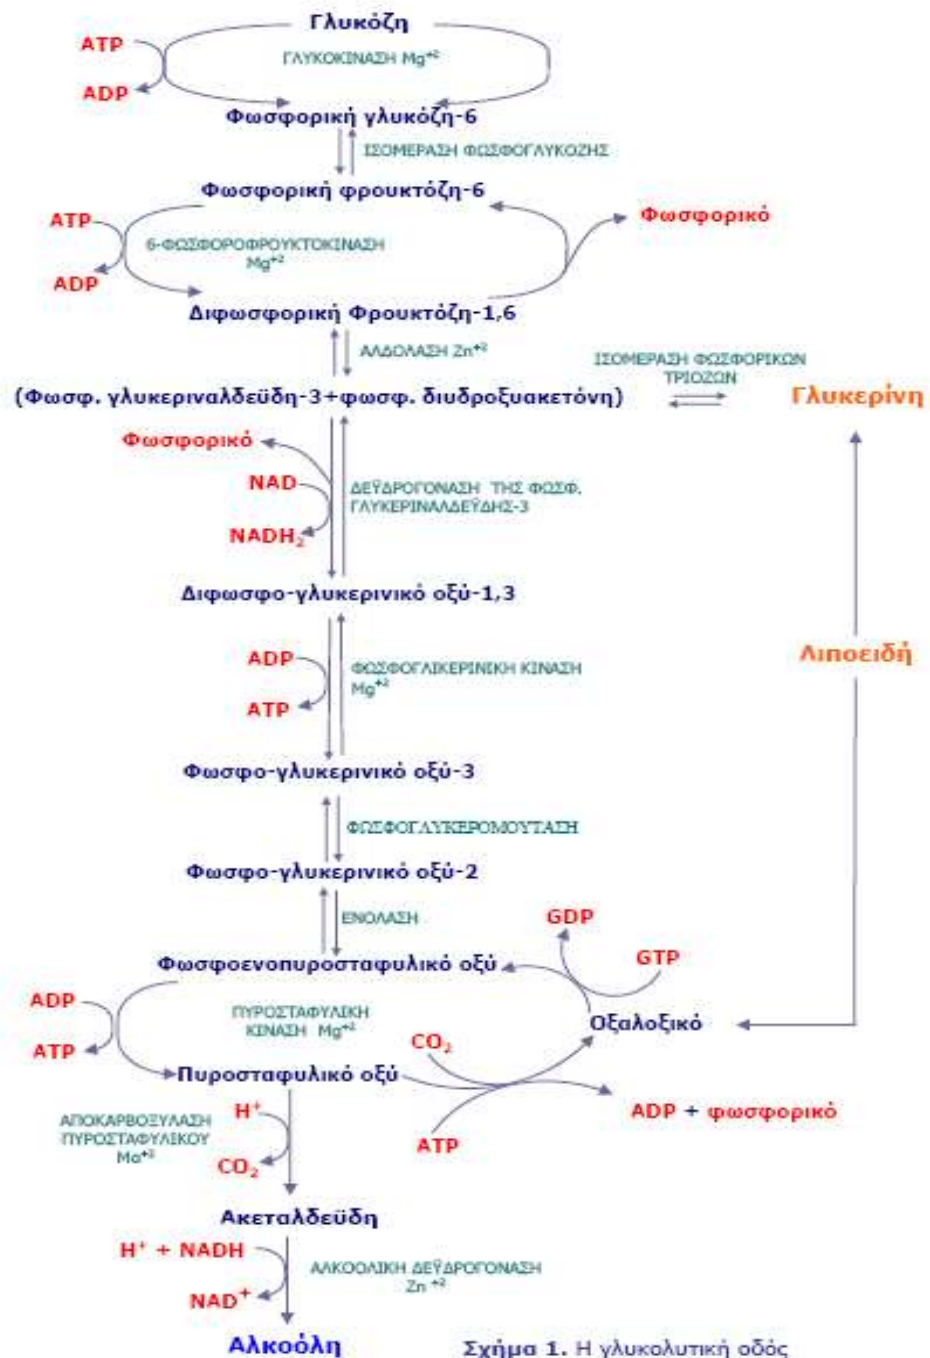 Γλυκόζη
ATP
ΓΛΥΚΟΚΙΝΑΣΗ Mg+2
ADP
Φωσφορική γλυκόζη-6
ΙΣΟΜΕΡΑΣΗ ΦΩΣΦΟΓΛΥΚΟΖΗΣ
Φωσφορική φρουκτόζη-6
ATP
Φωσφορικό
6-ΦΩΣΦΟΡΟΦΡΟΥΚΤΟΚΙΝΑΣΗ
Mg+2
ADP
Διφωσφορική Φρουκτόζη-1,6
ΑΛΔΟΛΑΣΗ Zn+2
ΙΣΟΜΕΡΑΣΗ ΦΩΣΦΟΡΙΚΩΝ
ΤΡΙΟΖΩΝ
(Φωσφ. γλυκεριναλδεΰδη-3+φωσφ. διυδροξυακετόνη)
Γλυκερίνη
Φωσφορικό
NAD
ΔΕΫΔΡΟΓΟΝΑΣΗ ΤΗΣ ΦΩΣΦ.
ΓΛΥΚΕΡΙΝΑΛΔΕΫΔΗΣ-3
NADH2
Διφωσφο-γλυκερινικό οξύ-1,3
ADP
ΦΩΣΦΟΓΛΙΚΕΡΙΝΙΚΗ ΚΙΝΑΣΗ
Mg+2
ATP
Λιποειδή
Φωσφο-γλυκερινικό οξύ-3
ΦΩΣΦΟΓΛΥΚΕΡΟΜΟΥΤΑΣΗ
Φωσφο-γλυκερινικό οξύ-2
ΕΝΟΛΑΣΗ
GDP
GTP
Φωσφοενοπυροσταφυλικό οξύ
ADP
ΠΥΡΟΣΤΑΦΥΛΙΚΗ
ΚΙΝΑΣΗ Mg+2
Οξαλοξικό
ATP
CO2
Πυροσταφυλικό οξύ
ADP + φωσφορικό
ATP
ΑΠΟΚΑΡΒΟΞΥΛΑΣΗ
ΠΥΡΟΣΤΑΦΥΛΙΚΟΥ
H+
CO2
Ακεταλδεΰδη
H+ + NADH
ΑΛΚΟΟΛΙΚΗ ΔΕΫΔΡΟΓΟΝΑΣΗ
Zn +2
NAD+
Αλκοόλη
Σχήμα 1. Η γλυκολυτική οδός